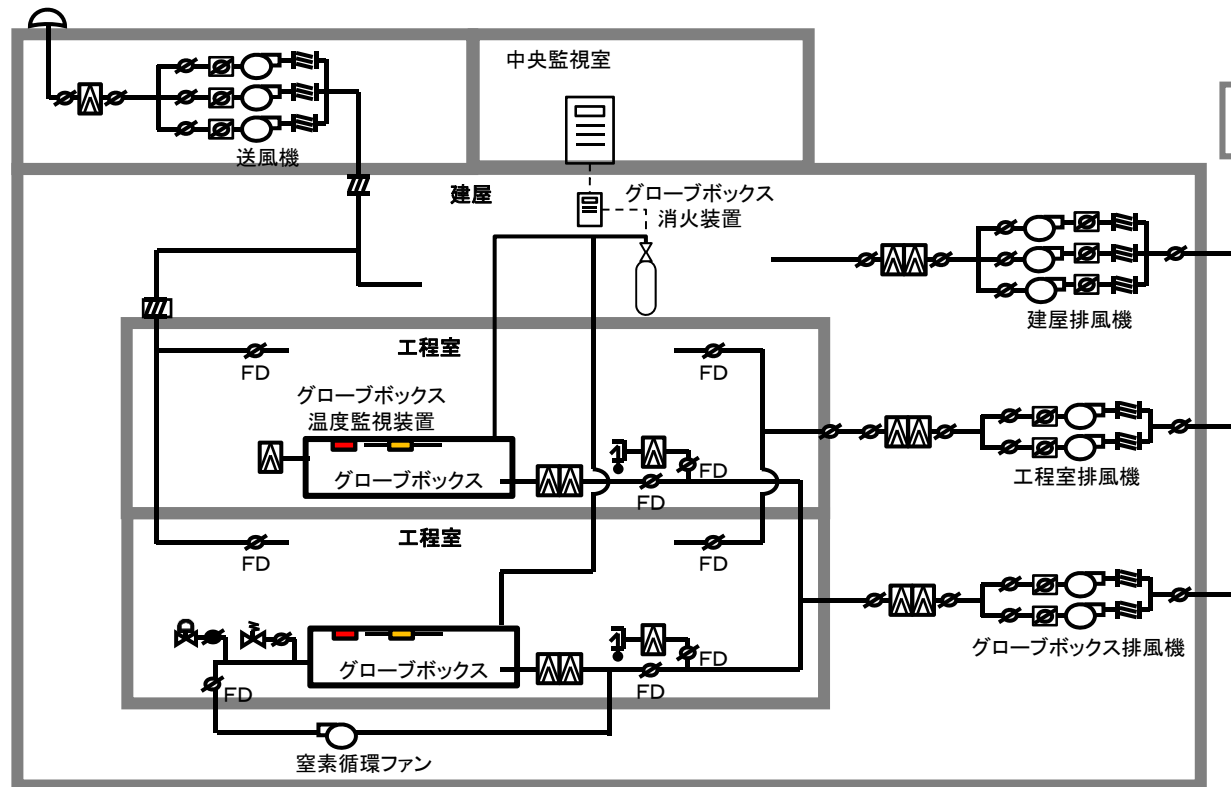 中央監視室
送風機
建屋
グローブボックス
消火装置
建屋排風機
工程室
FD
FD
グローブボックス
温度監視装置
グローブボックス
FD
FD
工程室排風機
工程室
FD
FD
グローブボックス
FD
FD
FD
グローブボックス排風機
窒素循環ファン